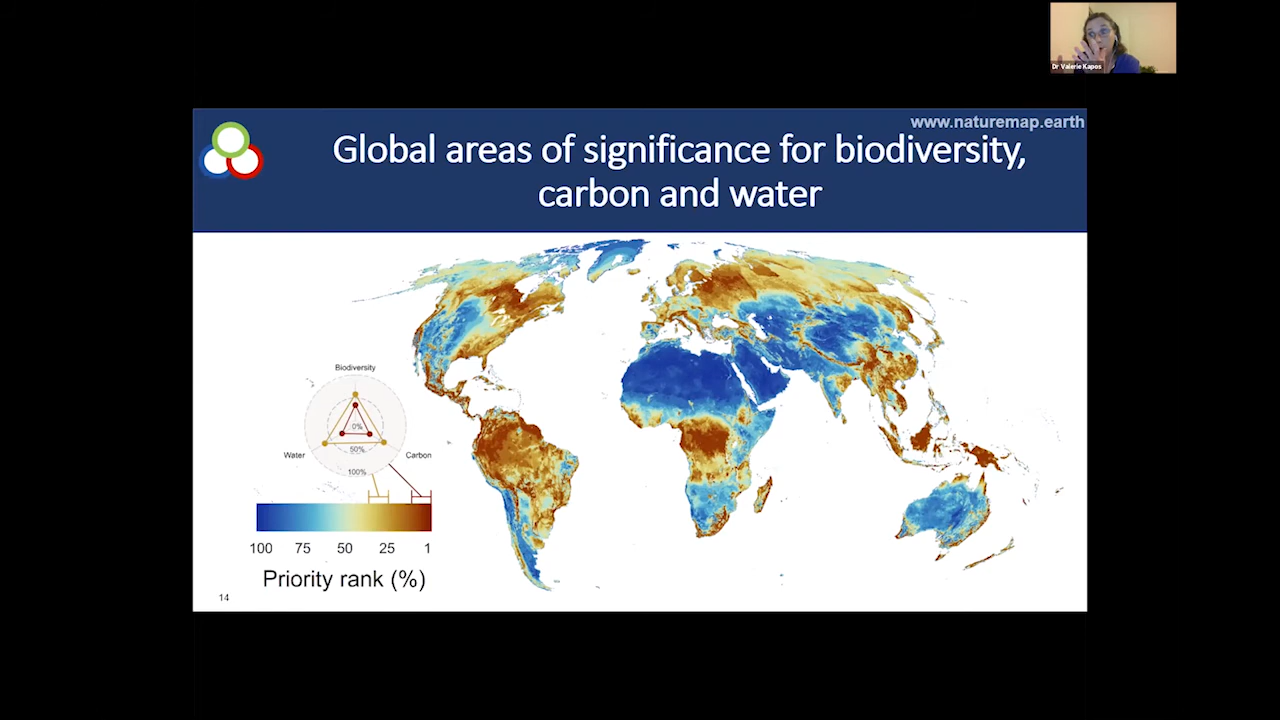 Dr Valerie Kapos
www.naturemap.earth
Global areas of significance for biodiversity,
carbon and water
Biodiversity
0%
50%
100%
Water
Carbon
100 75 50 25 1
Priority rank (%)
14